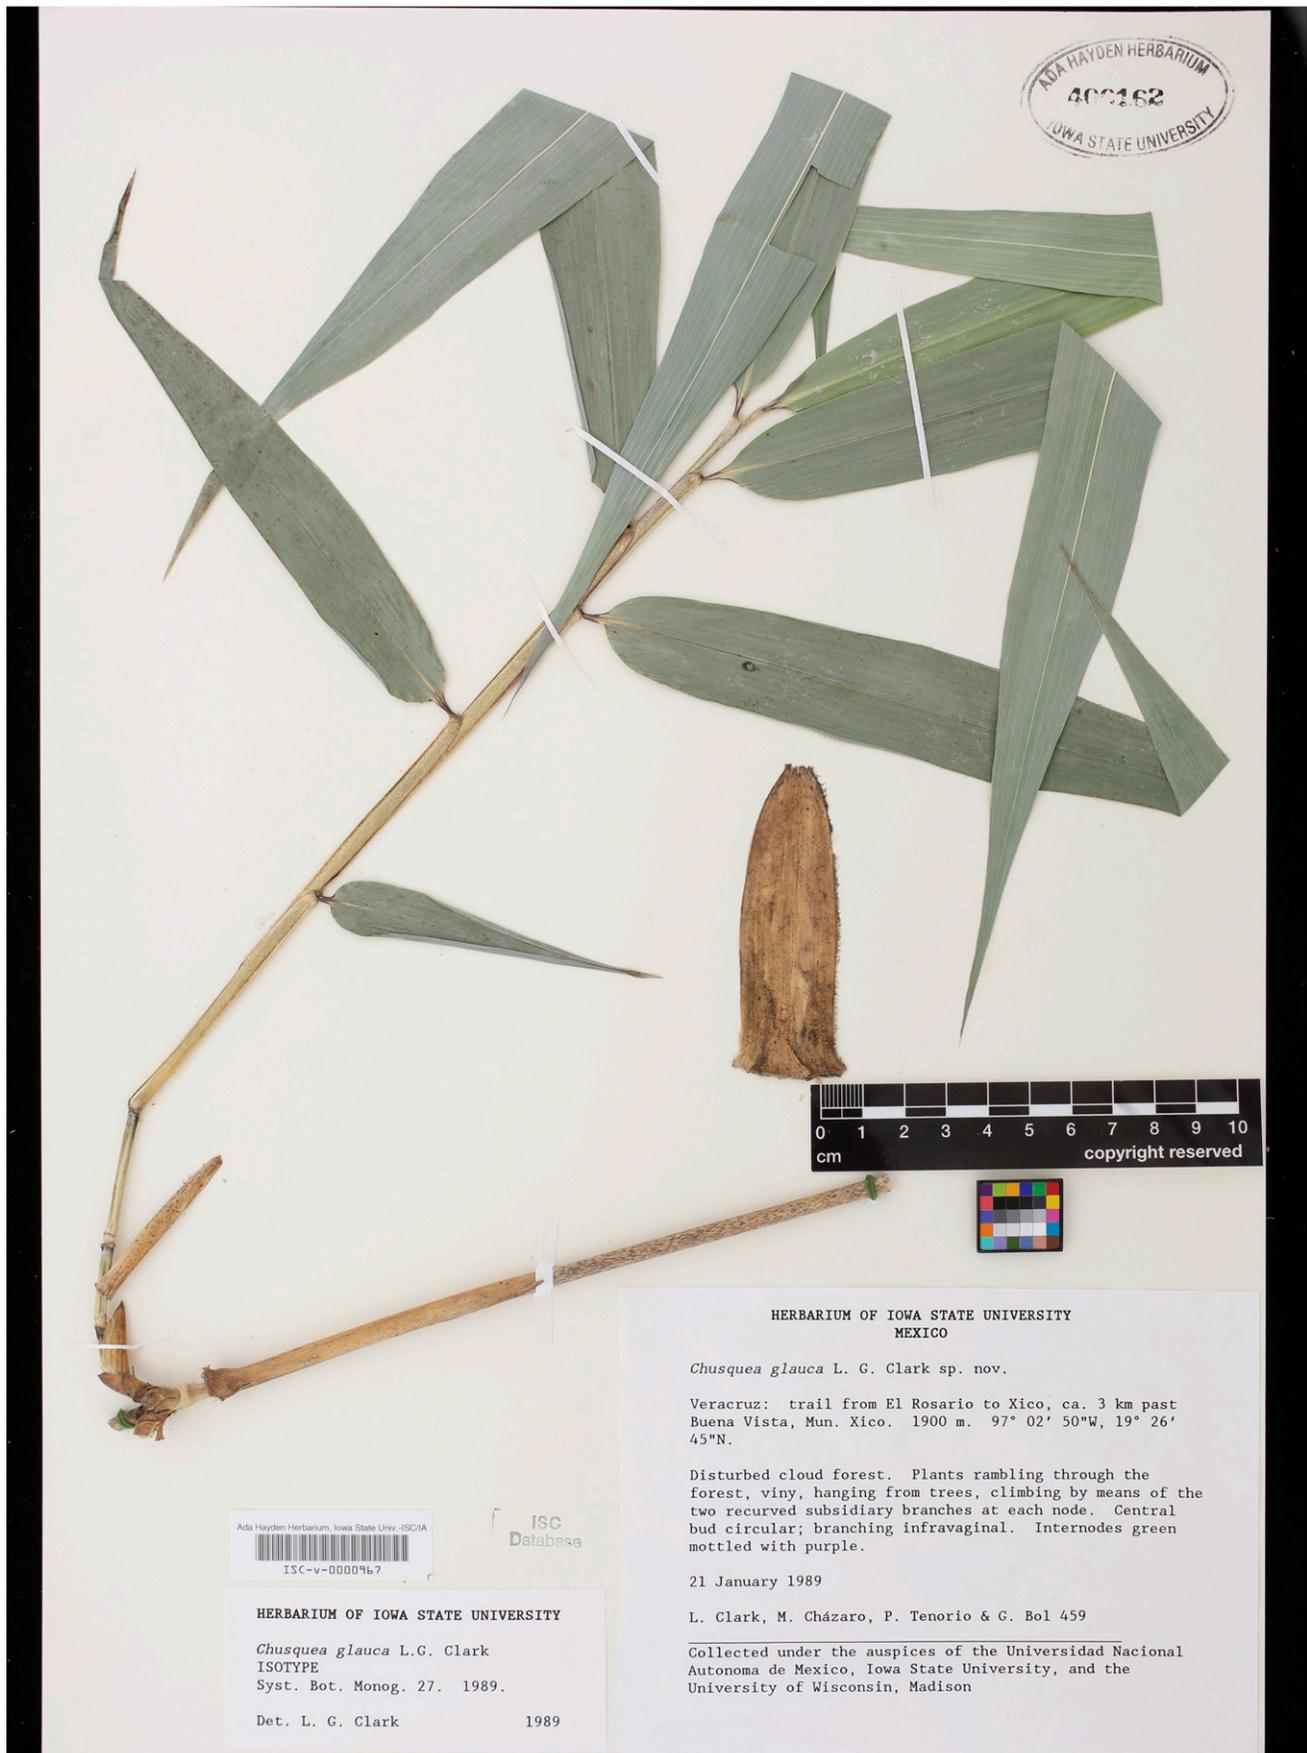 ADA HAYDEN HERBARIUM
IOWA STATE UNIVERSITY
0 1 2 3 4 5 6 7 8 9 10
cm copyright reserved
HERBARIUM OF IOWA STATE UNIVERSITY
MEXICO
Chusquea glauca L. G. Clark sp. nov.
Veracruz: trail from El Rosario to Xico, ca. 3 km past
Buena Vista, Mun. Xico. 1900 m. 97° 02' 50"W, 19° 26'
45"N.
Disturbed cloud forest. Plants rambling through the
forest, viny, hanging from trees, climbing by means of the
two recurved subsidiary branches at each node. Central
bud circular; branching infravaginal. Internodes green
mottled with purple.
21 January 1989
L. Clark, M. Cházaro, P. Tenorio & G. Bol 459
Collected under the auspices of the Universidad Nacional
Autonoma de Mexico, Iowa State University, and the
University of Wisconsin, Madison
ISC
Database
Ada Hayden Herbarium, Iowa State Univ.-ISC/IA
ISC-v-0000967
HERBARIUM OF IOWA STATE UNIVERSITY
Chusquea glauca L.G. Clark
ISOTYPE
Syst. Bot. Monog. 27. 1989.
Det. L. G. Clark 1989